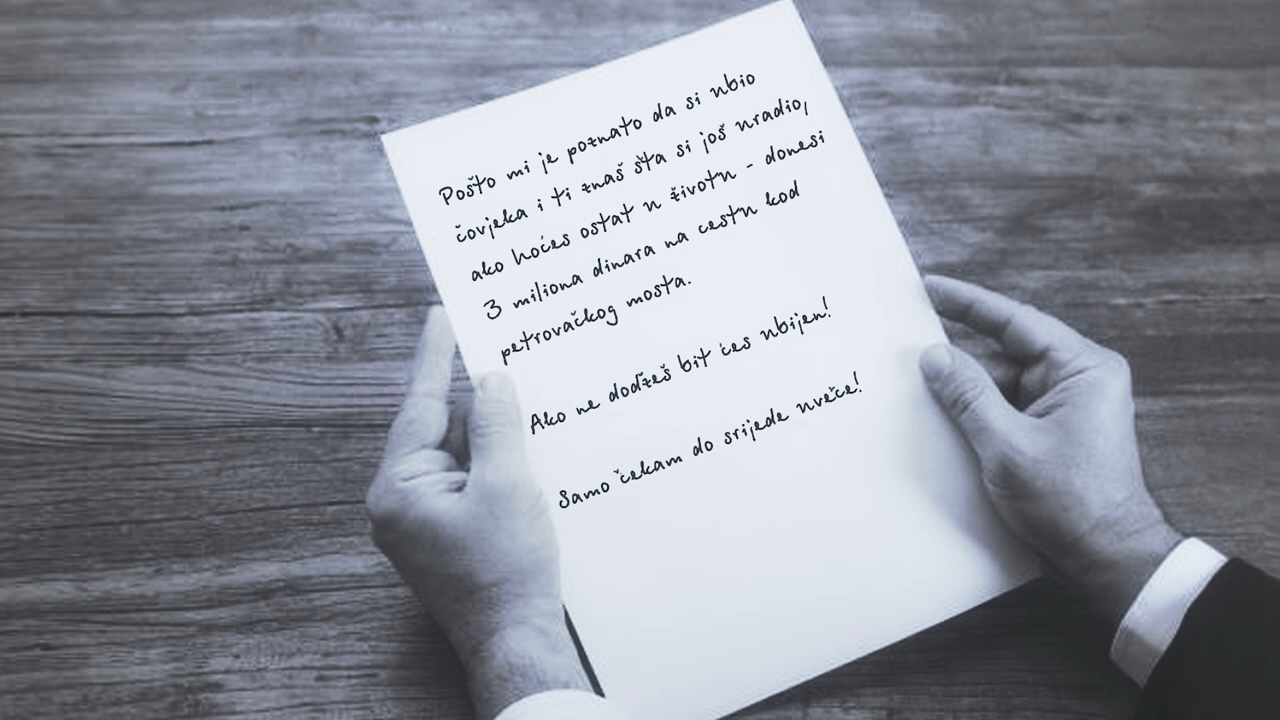 Pošto mi je poznato da si ubio
čovjeka i ti znaš šta si još uradio,
ako hoćes ostat u životu - donesi
3 miliona dinara na cestu kod
petrovačkog mosta.
Ako ne dođeš bit ćes ubijen!
Samo čekam do srijede uveče!